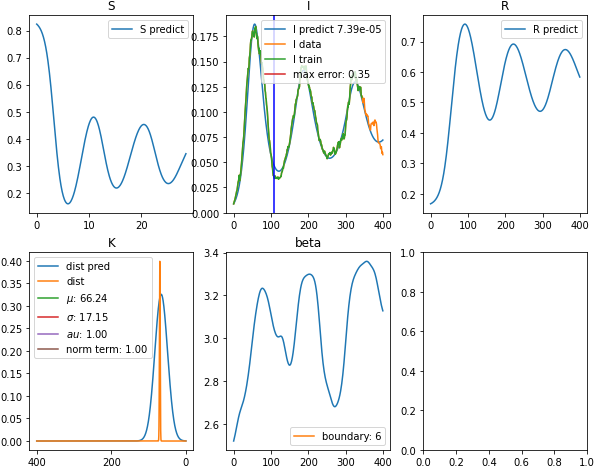 S
S predict
0.8
0.7
0.6
0.5
0.4
0.3
0.2
0 10 20
I
I predict 7.39e-05
I data
I train
max error: 0.35
0.175
0.150
0.125
0.100
0.075
0.050
0.025
0.000
0 100 200 300 400
R
R predict
0.7
0.6
0.5
0.4
0.3
0.2
0 100 200 300 400
K
dist pred
dist
μ: 66.24
σ: 17.15
au: 1.00
norm term: 1.00
0.40
0.35
0.30
0.25
0.20
0.15
0.10
0.05
0.00
400 200 0
beta
3.4
3.2
3.0
2.8
2.6
boundary: 6
0 100 200 300 400
1.0
0.8
0.6
0.4
0.2
0.0
0.0 0.2 0.4 0.6 0.8 1.0